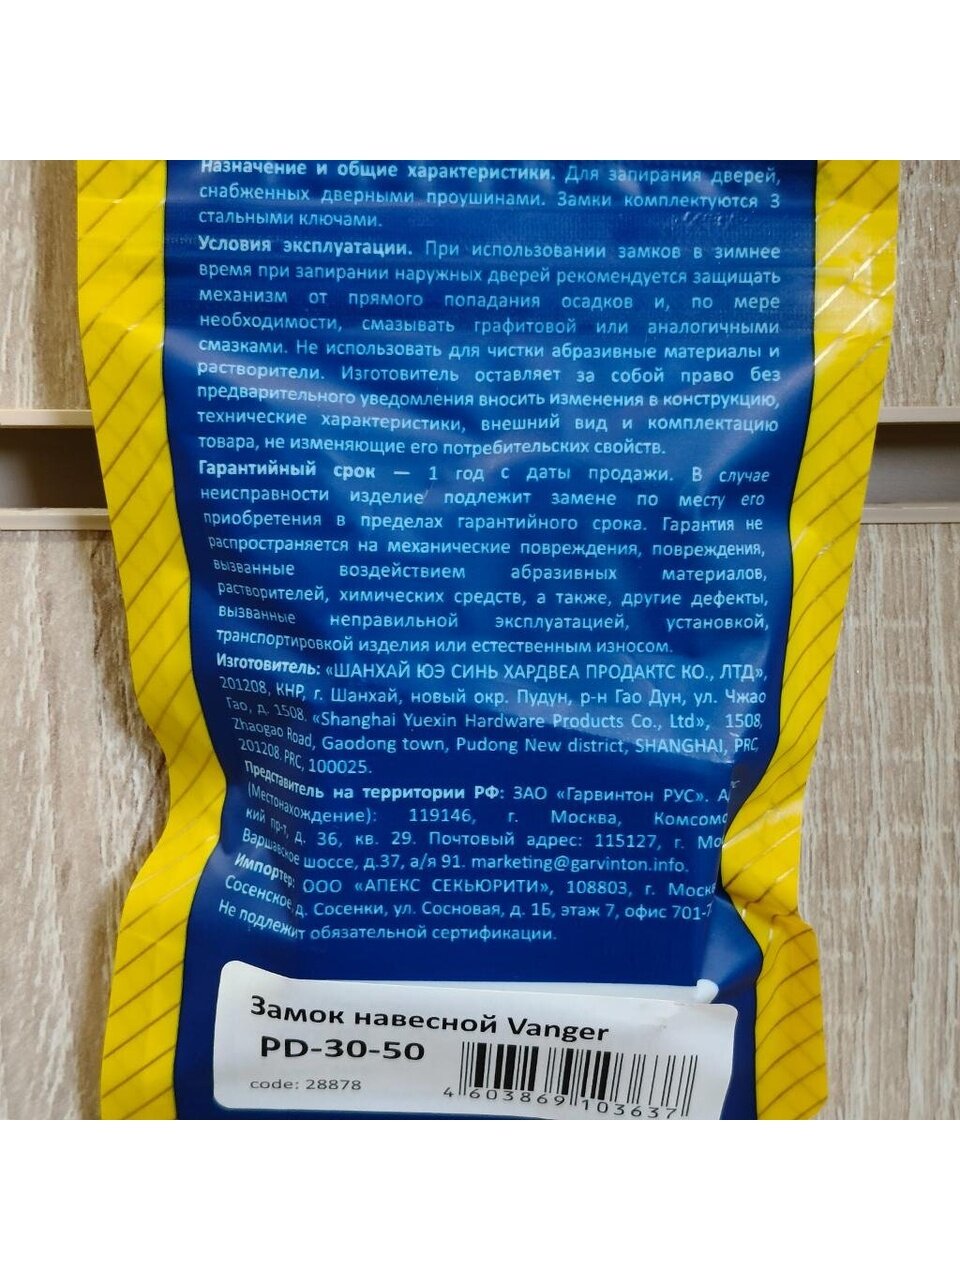 Назначение и общие характеристики. Для запирания дверей,
снабженных дверными проушинами. Замки комплектуются 3
стальными ключами.
Условия эксплуатации. При использовании замков в зимнее
время при запирании наружных дверей рекомендуется защищать
механизм от прямого попадания осадков и, по мере
необходимости, смазывать графитовой или аналогичными
смазками. Не использовать для чистки абразивные материалы и
растворители. Изготовитель оставляет за собой право без
предварительного уведомления вносить изменения в конструкцию,
технические характеристики, внешний вид и комплектацию
товара, не изменяющие его потребительских свойств.
Гарантийный срок — 1 год с даты продажи. В случае
неисправности изделие подлежит замене по месту его
приобретения в пределах гарантийного срока. Гарантия не
распространяется на механические повреждения, повреждения,
вызванные воздействием абразивных материалов,
растворителей, химических средств, а также, другие дефекты,
вызванные неправильной эксплуатацией, установкой,
транспортировкой изделия или естественным износом.
Изготовитель: «ШАНХАЙ ЮЭ СИНЬ ХАРДВЕА ПРОДАКТС КО., ЛТД»,
201208, КНР, г. Шанхай, новый окр. Пудун, р-н Гао Дун, ул. Чжао
Гао, д. 1508. «Shanghai Yuexin Hardware Products Co., Ltd», 1508,
Zhaogao Road, Gaodong town, Pudong New district, SHANGHAI, PRC,
201208. PRC, 100025.
Представитель на территории РФ: ЗАО «Гарвинтон РУС».
(Местонахождение): 119146, г. Москва, Комсомо
кий пр-т, д. 36, кв. 29. Почтовый адрес: 115127, г. Мо
Варшавское шоссе, д.37, а/я 91. marketing@garvinton.info.
Импортер: ООО «АПЕКС СЕКЬЮРИТИ», 108803, г. Москв
Сосенское, д. Сосенки, ул. Сосновая, д. 1Б, этаж 7, офис 701-
Не подлежит обязательной сертификации.
Замок навесной Vanger
PD-30-50
code: 28878
4 603869 103637